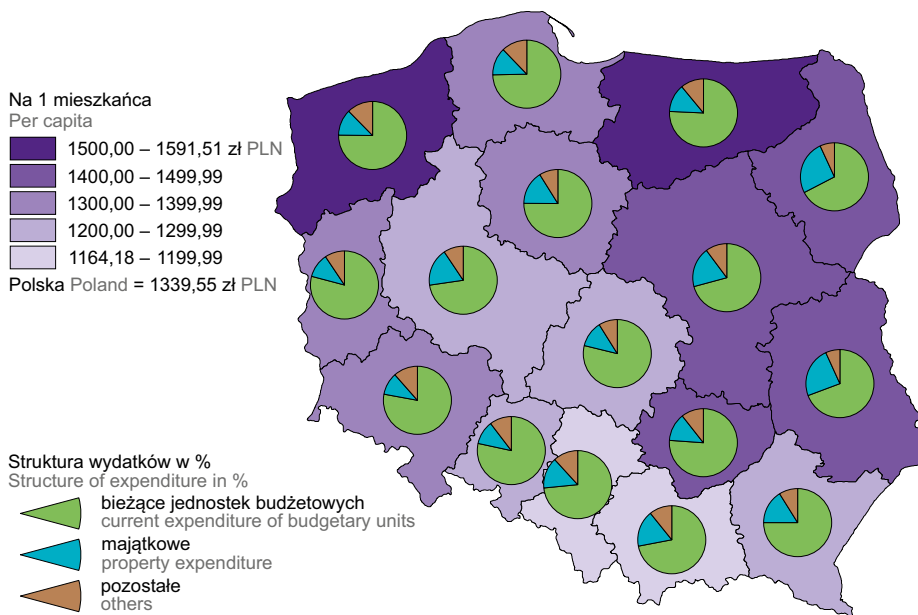 Na 1 mieszkańca
Per capita
1500,00 – 1591,51 zł PLN
1400,00 – 1499,99
1300,00 – 1399,99
1200,00 – 1299,99
1164,18 – 1199,99
Polska Poland = 1339,55 zł PLN
Struktura wydatków w %
Structure of expenditure in %
bieżące jednostek budżetowych
current expenditure of budgetary units
majątkowe
property expenditure
pozostałe
others